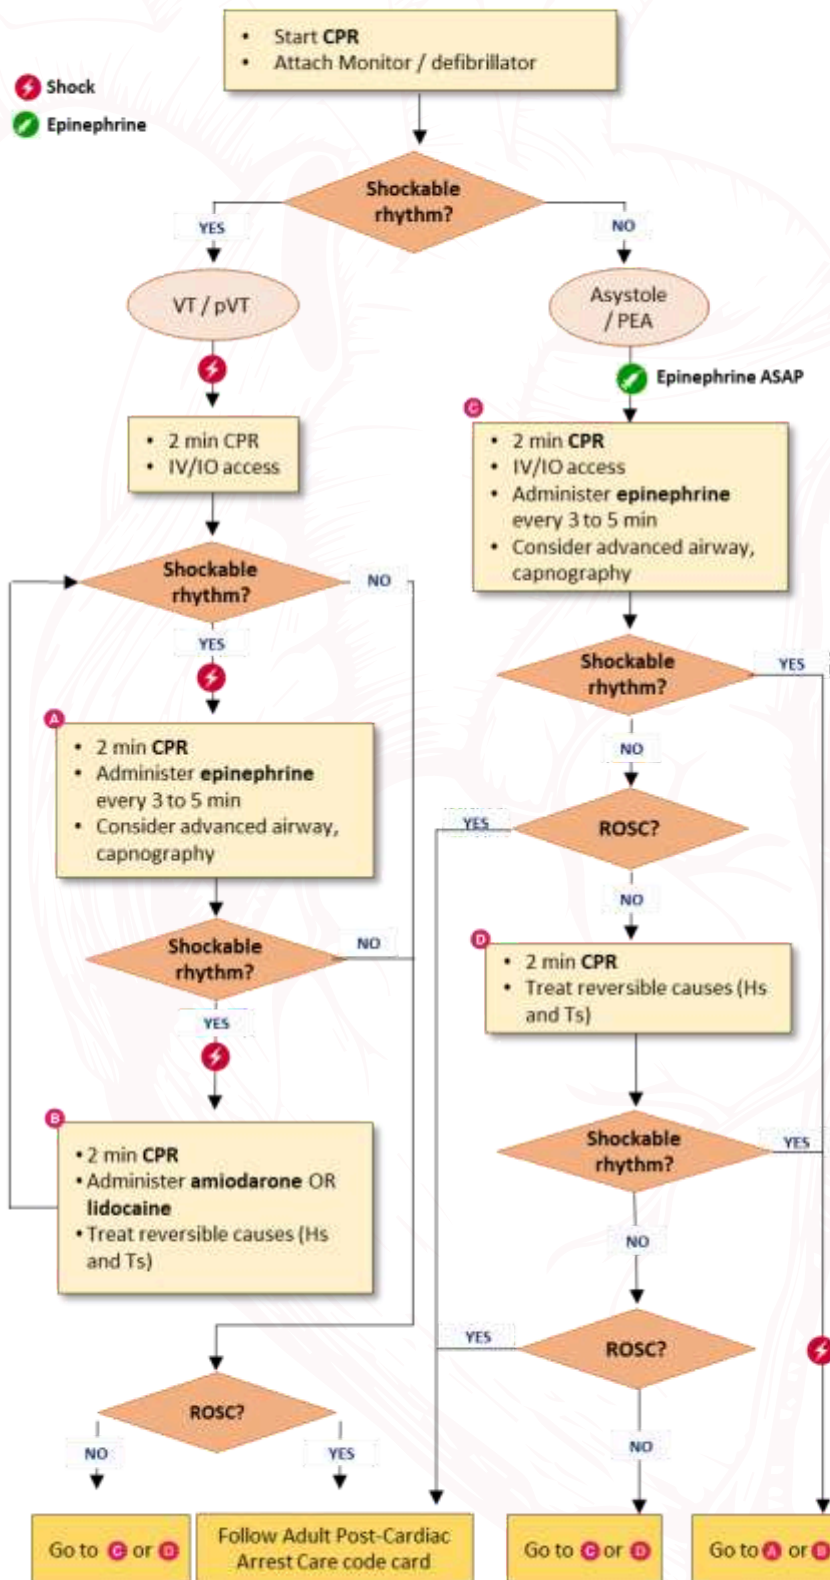 • Start CPR
• Attach Monitor / defibrillator
Shock
Epinephrine
Shockable
rhythm?
YES
NO
VT / pVT
Asystole
/ PEA
Epinephrine ASAP
• 2 min CPR
• IV/IO access
C
• 2 min CPR
• IV/IO access
• Administer epinephrine
every 3 to 5 min
• Consider advanced airway,
capnography
Shockable
rhythm?
NO
YES
Shockable
rhythm?
YES
NO
A
• 2 min CPR
• Administer epinephrine
every 3 to 5 min
• Consider advanced airway,
capnography
ROSC?
YES
NO
Shockable
rhythm?
NO
YES
D
• 2 min CPR
• Treat reversible causes (Hs
and Ts)
B
• 2 min CPR
• Administer amiodarone OR
lidocaine
• Treat reversible causes (Hs
and Ts)
Shockable
rhythm?
YES
NO
ROSC?
YES
NO
ROSC?
NO
YES
Go to C or D
Follow Adult Post-Cardiac
Arrest Care code card
Go to C or D
Go to A or B